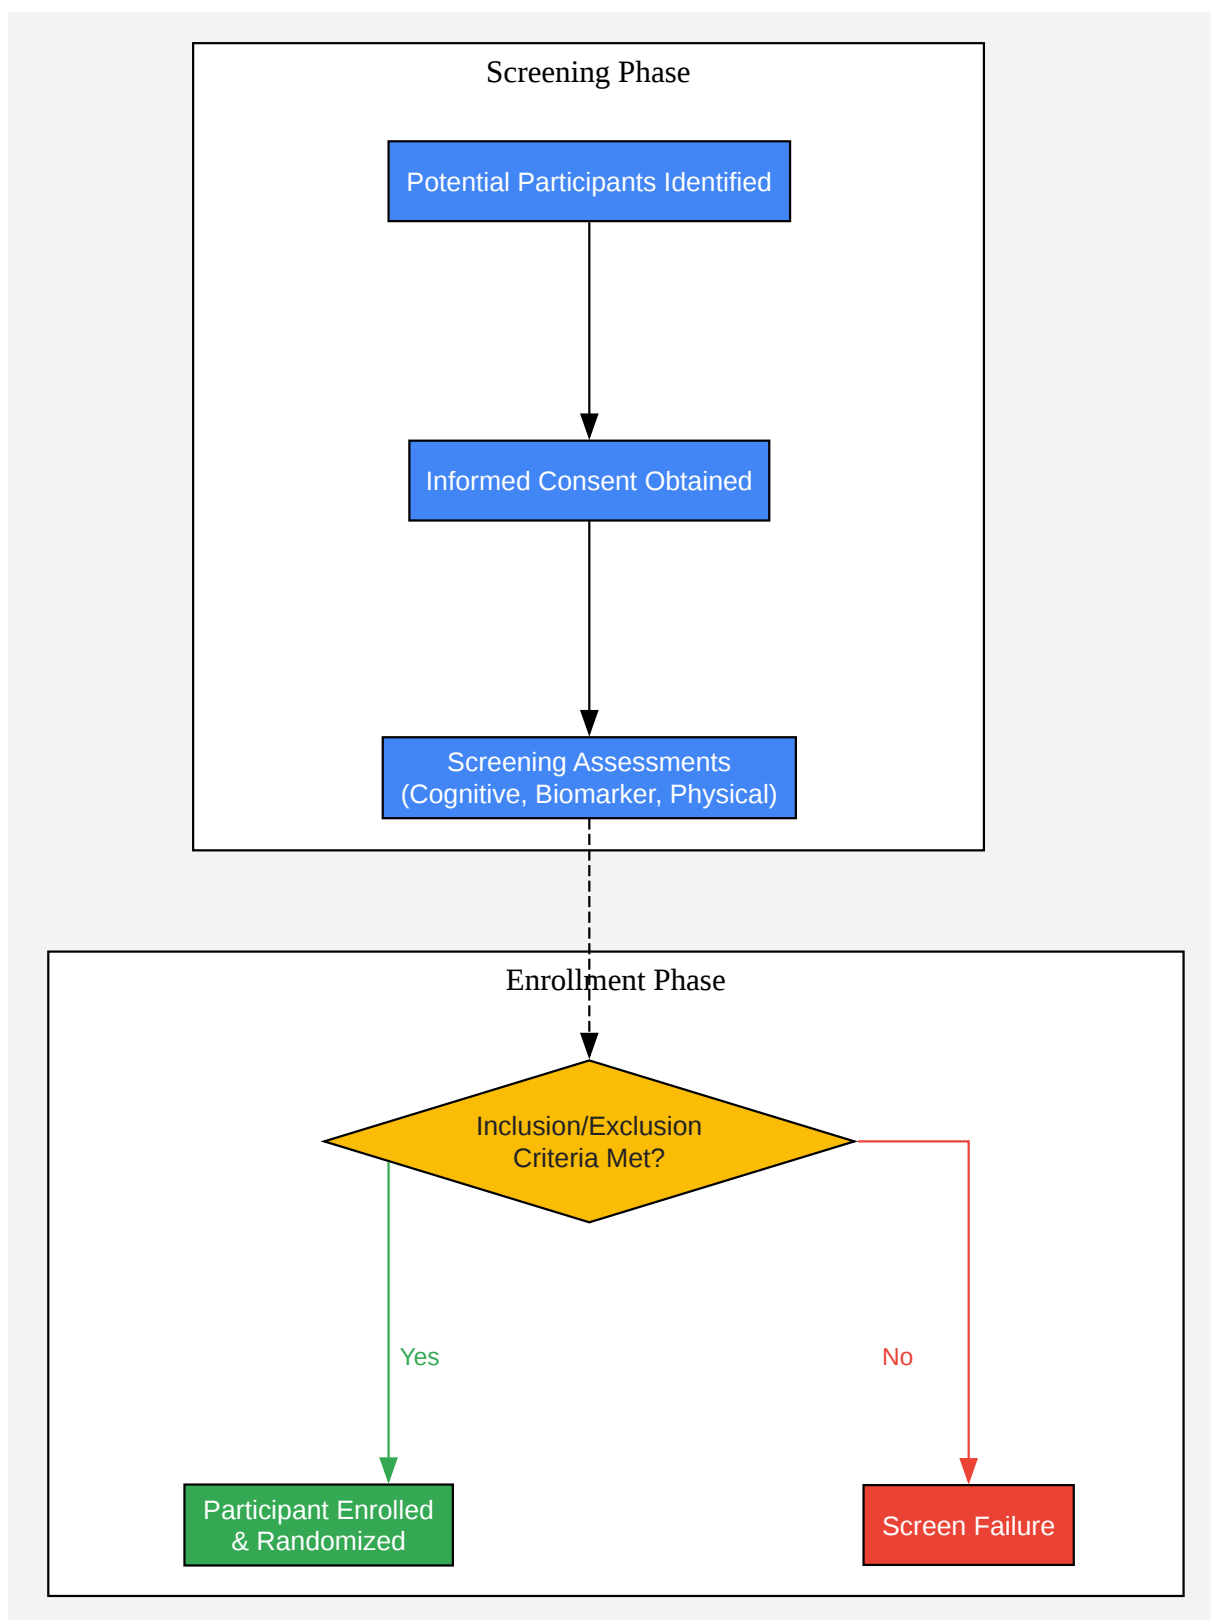 Screening Phase
Potential Participants Identified
Informed Consent Obtained
Screening Assessments
(Cognitive, Biomarker, Physical)
Enrollment Phase
Inclusion/Exclusion
Criteria Met?
Yes
No
Participant Enrolled
& Randomized
Screen Failure